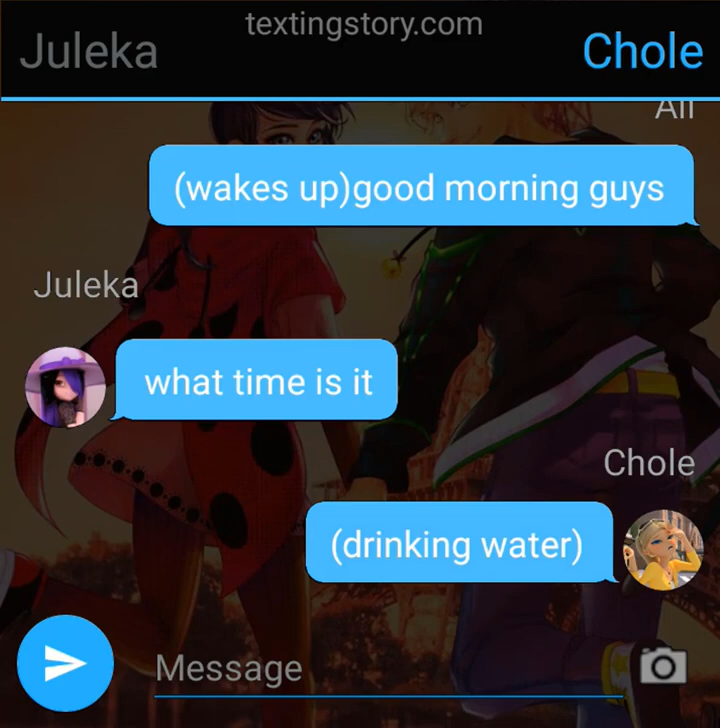 textingstory.com
Juleka
Chole
(wakes up)good morning guys
Juleka
what time is it
Chole
(drinking water)
Message